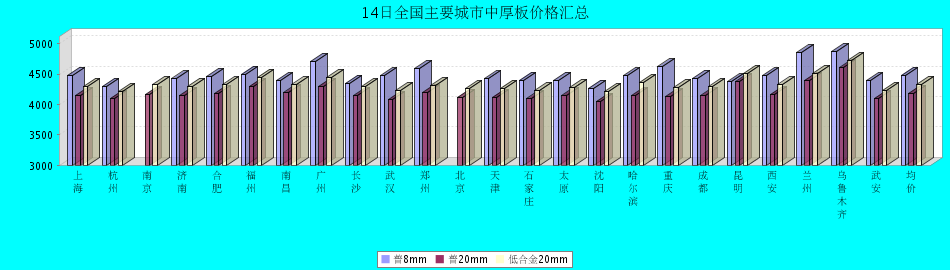 14日全国主要城市中厚板价格汇总
5000
4500
4000
3500
3000
上海 杭州 南京 济南 合肥 福州 南昌 广州 长沙 武汉 郑州 北京 天津 石家庄 太原 沈阳 哈尔滨 重庆 成都 昆明 西安 兰州 乌鲁木齐 武安 均价
普8mm 普20mm 低合金20mm